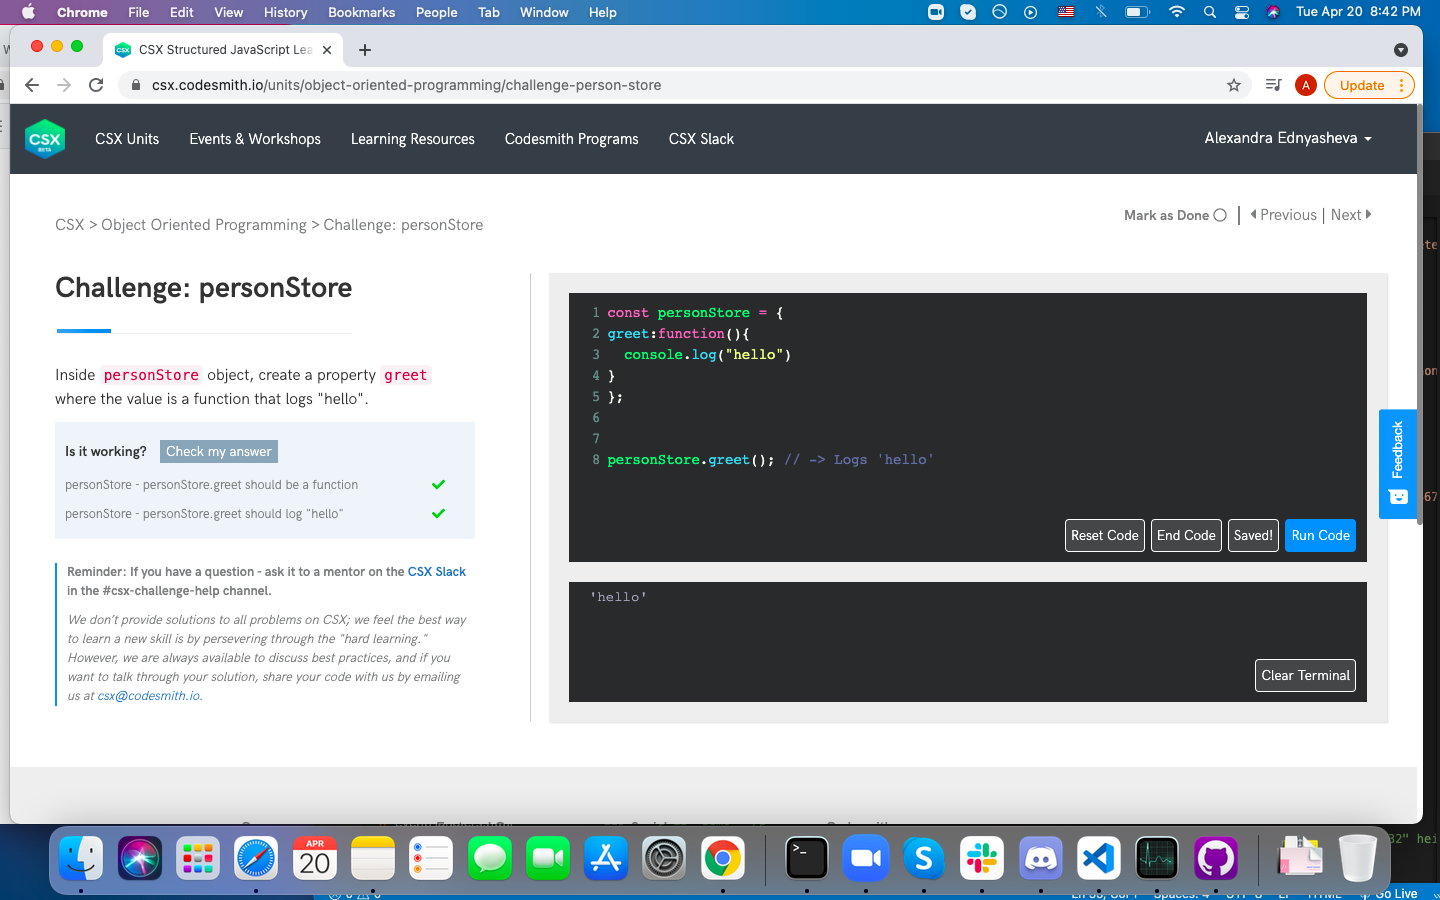 Chrome File Edit View History Bookmarks People Tab Window Help Tue Apr 20 8:42 PM
CSX Structured JavaScript Lea
csx.codesmith.io/units/object-oriented-programming/challenge-person-store
A
Update
CSX
BETA
CSX Units Events & Workshops Learning Resources Codesmith Programs CSX Slack Alexandra Ednyasheva
CSX > Object Oriented Programming > Challenge: personStore
Mark as Done | Previous | Next
Challenge: personStore
Inside personStore object, create a property greet
where the value is a function that logs "hello".
Is it working? Check my answer
personStore - personStore.greet should be a function
personStore - personStore.greet should log "hello"
Reminder: If you have a question - ask it to a mentor on the CSX Slack
in the #csx-challenge-help channel.
We don't provide solutions to all problems on CSX; we feel the best way
to learn a new skill is by persevering through the "hard learning."
However, we are always available to discuss best practices, and if you
want to talk through your solution, share your code with us by emailing
us at csx@codesmith.io.
1 const personStore = {
2 greet:function(){
3 console.log("hello")
4 }
5 };
6
7
8 personStore.greet(); // -> Logs 'hello'
Reset Code End Code Saved! Run Code
'hello'
Clear Terminal
Feedback
APR
20
Go Live